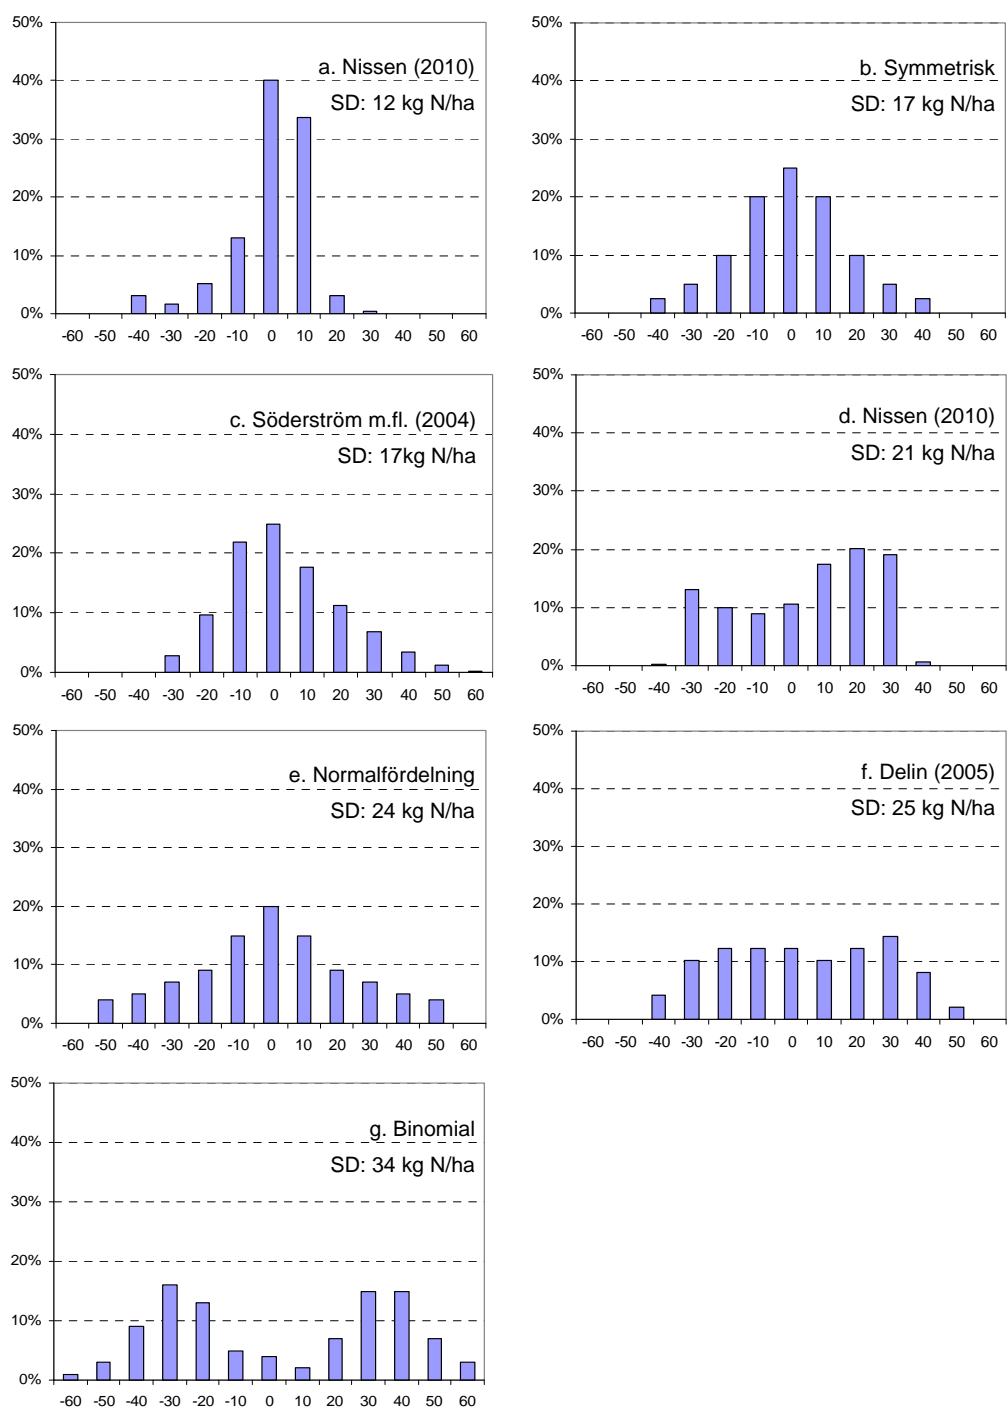 50%
40%
30%
20%
10%
0%
a. Nissen (2010)
SD: 12 kg N/ha
-60 -50 -40 -30 -20 -10 0 10 20 30 40 50 60
50%
40%
30%
20%
10%
0%
b. Symmetrisk
SD: 17 kg N/ha
-60 -50 -40 -30 -20 -10 0 10 20 30 40 50 60
50%
40%
30%
20%
10%
0%
c. Söderström m.fl. (2004)
SD: 17kg N/ha
-60 -50 -40 -30 -20 -10 0 10 20 30 40 50 60
50%
40%
30%
20%
10%
0%
d. Nissen (2010)
SD: 21 kg N/ha
-60 -50 -40 -30 -20 -10 0 10 20 30 40 50 60
50%
40%
30%
20%
10%
0%
e. Normalfördelning
SD: 24 kg N/ha
-60 -50 -40 -30 -20 -10 0 10 20 30 40 50 60
50%
40%
30%
20%
10%
0%
f. Delin (2005)
SD: 25 kg N/ha
-60 -50 -40 -30 -20 -10 0 10 20 30 40 50 60
50%
40%
30%
20%
10%
0%
g. Binomial
SD: 34 kg N/ha
-60 -50 -40 -30 -20 -10 0 10 20 30 40 50 60